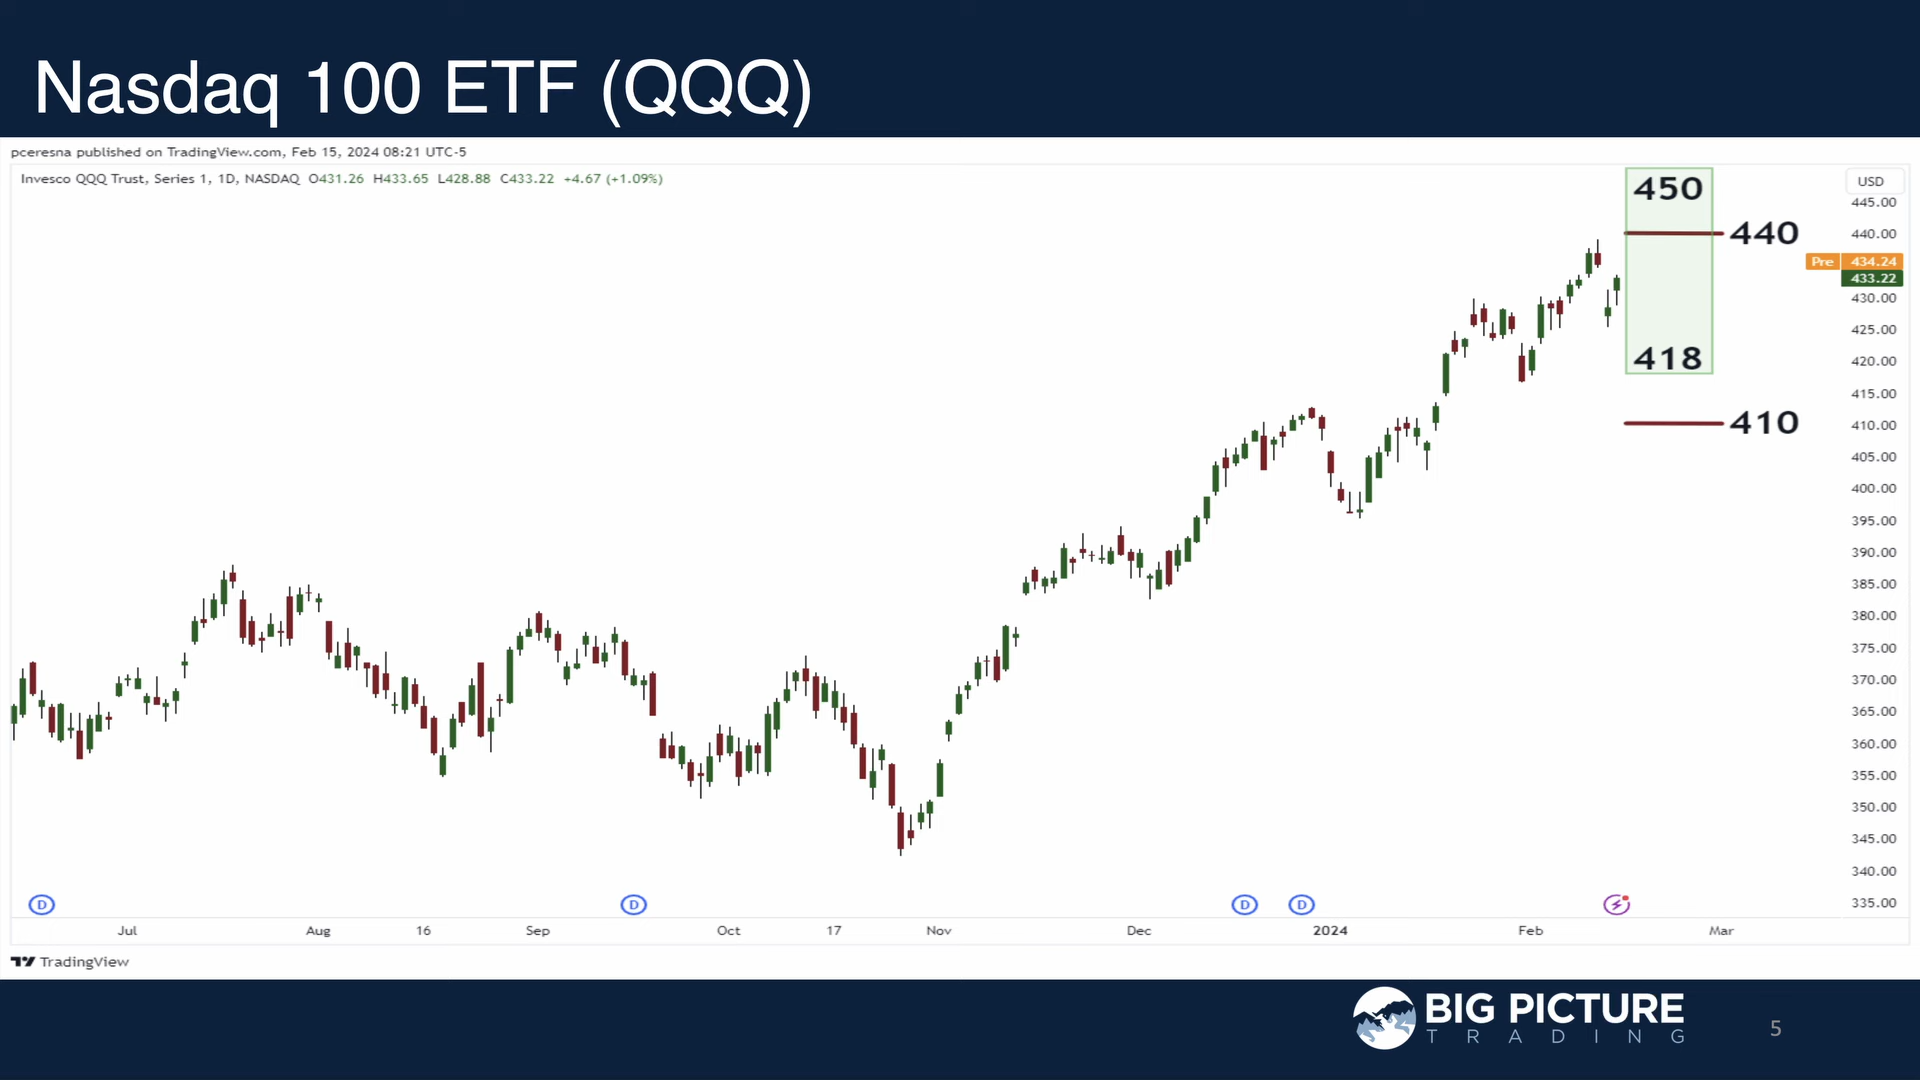 Nasdaq 100 ETF (QQQ)
pceresna published on TradingView.com, Feb 15, 2024 08:21 UTC-5
Invesco QQQ Trust, Series 1, 1D, NASDAQ O431.26 H433.65 L428.88 C433.22 +4.67 (+1.09%)
USD
450
445.00
440
440.00
Pre 434.24
433.22
430.00
425.00
418
420.00
415.00
410
410.00
405.00
400.00
395.00
390.00
385.00
380.00
375.00
370.00
365.00
360.00
355.00
350.00
345.00
340.00
335.00
D D D D
Jul Aug 16 Sep Oct 17 Nov Dec 2024 Feb Mar
TradingView
BIG PICTURE
TRADING
5